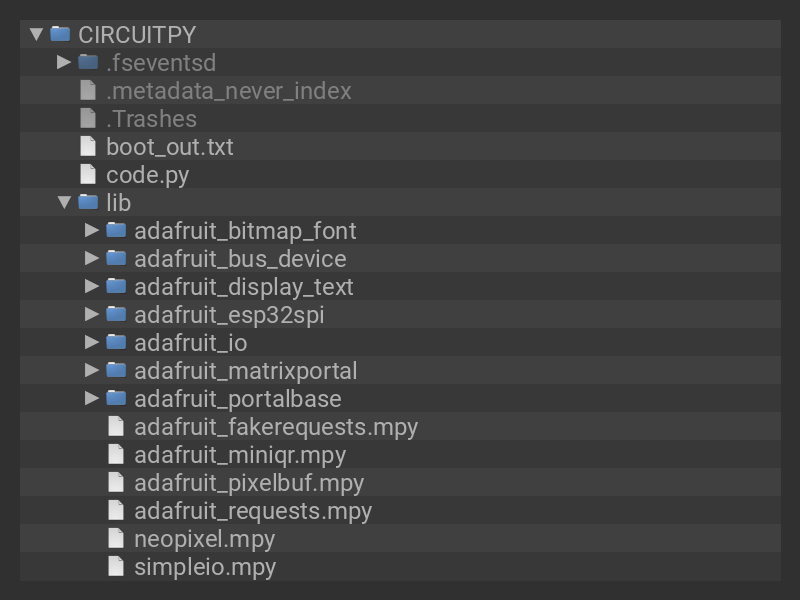 CIRCUITPY
.fseventsd
.metadata_never_index
.Trashes
boot_out.txt
code.py
lib
adafruit_bitmap_font
adafruit_bus_device
adafruit_display_text
adafruit_esp32spi
adafruit_io
adafruit_matrixportal
adafruit_portalbase
adafruit_fakerequests.mpy
adafruit_miniqr.mpy
adafruit_pixelbuf.mpy
adafruit_requests.mpy
neopixel.mpy
simpleio.mpy